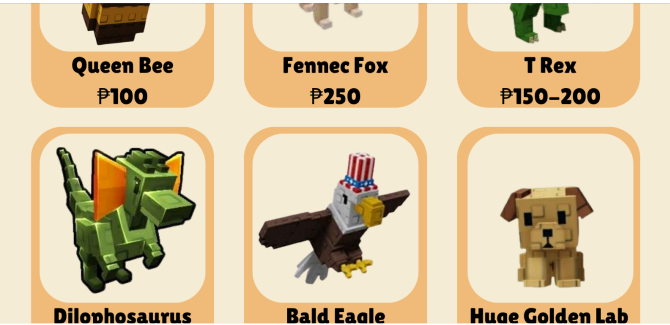 Queen Bee
Fennec Fox
T Rex
₱100
₱250
₱150-200
Dilophosaurus
Bald Eagle
Huge Golden Lab